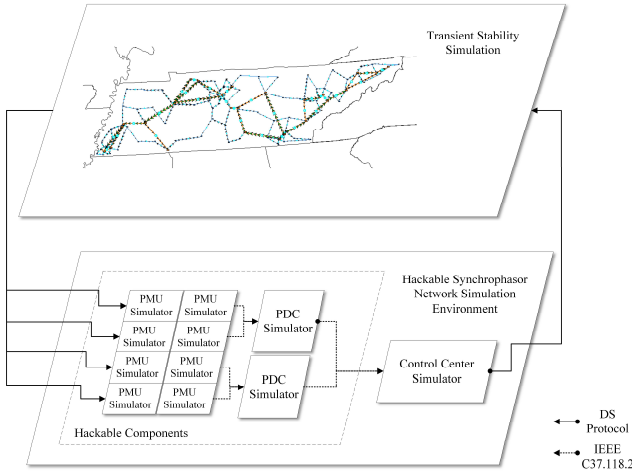 Transient Stability
Simulation
Hackable Synchrophasor
Network Simulation
Environment
PMU
Simulator
PMU
Simulator
PMU
Simulator
PMU
Simulator
PMU
Simulator
PMU
Simulator
PMU
Simulator
PMU
Simulator
PDC
Simulator
PDC
Simulator
Control Center
Simulator
Hackable Components
DS
Protocol
IEEE
C37.118.2